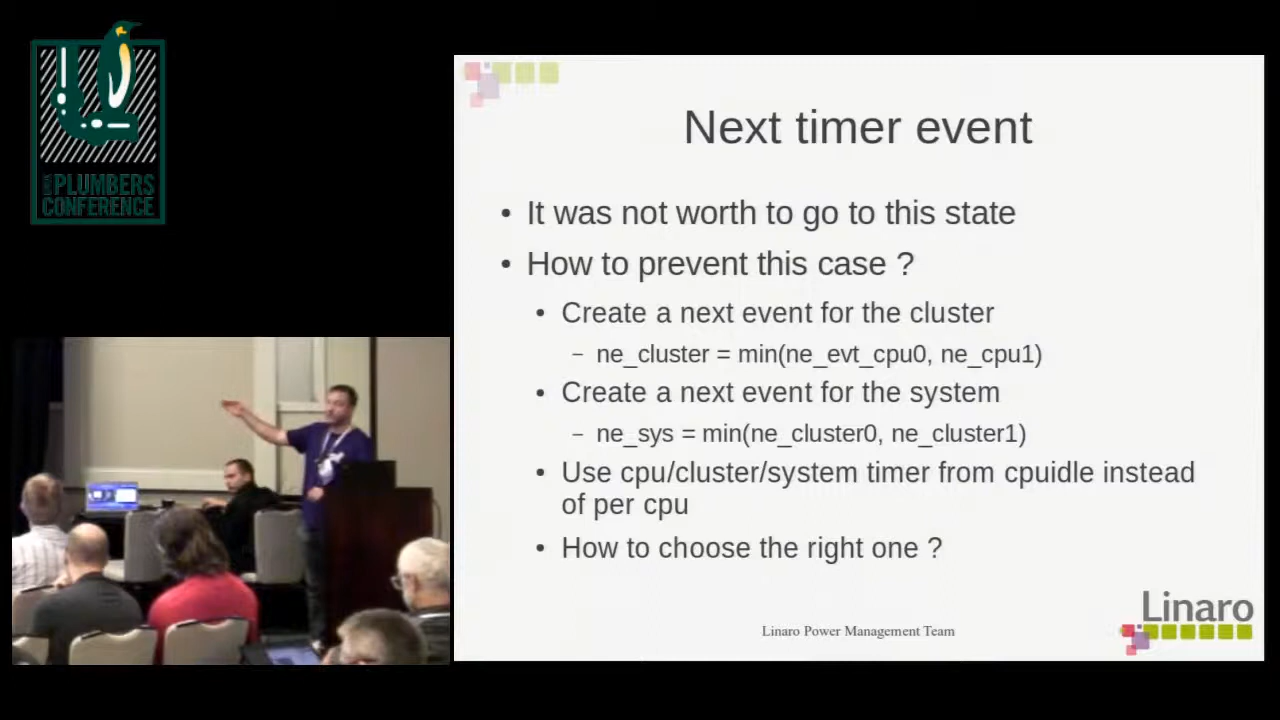 PLUMBERS
CONFERENCE
Next timer event
• It was not worth to go to this state
• How to prevent this case ?
• Create a next event for the cluster
– ne_cluster = min(ne_evt_cpu0, ne_cpu1)
• Create a next event for the system
– ne_sys = min(ne_cluster0, ne_cluster1)
• Use cpu/cluster/system timer from cpuidle instead
of per cpu
• How to choose the right one ?
Linaro Power Management Team
Linaro